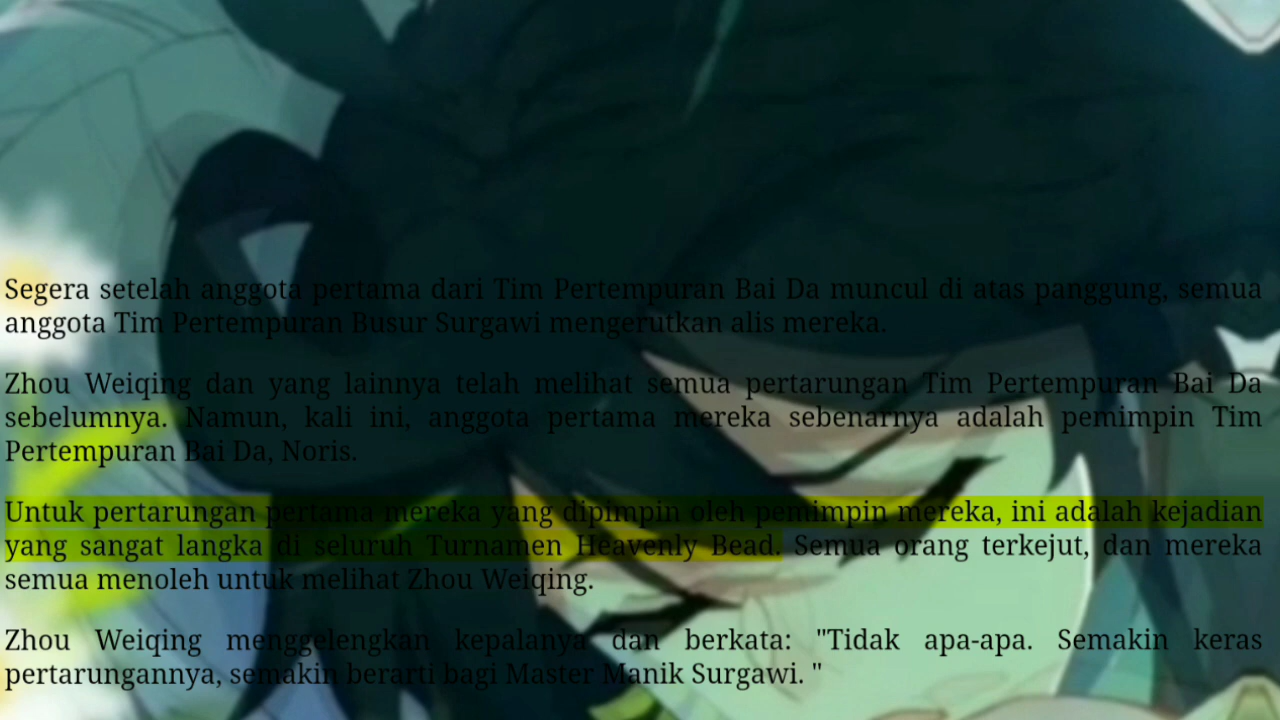 Segera setelah anggota pertama dari Tim Pertempuran Bai Da muncul di atas panggung, semua
anggota Tim Pertempuran Busur Surgawi mengerutkan alis mereka.
Zhou Weiqing dan yang lainnya telah melihat semua pertarungan Tim Pertempuran Bai Da
sebelumnya. Namun, kali ini, anggota pertama mereka sebenarnya adalah pemimpin Tim
Pertempuran Bai Da, Noris.
Untuk pertarungan pertama mereka yang dipimpin oleh pemimpin mereka, ini adalah kejadian
yang sangat langka di seluruh Turnamen Heavenly Bead. Semua orang terkejut, dan mereka
semua menoleh untuk melihat Zhou Weiqing.
Zhou Weiqing menggelengkan kepalanya dan berkata: "Tidak apa-apa. Semakin keras
pertarungannya, semakin berarti bagi Master Manik Surgawi. "